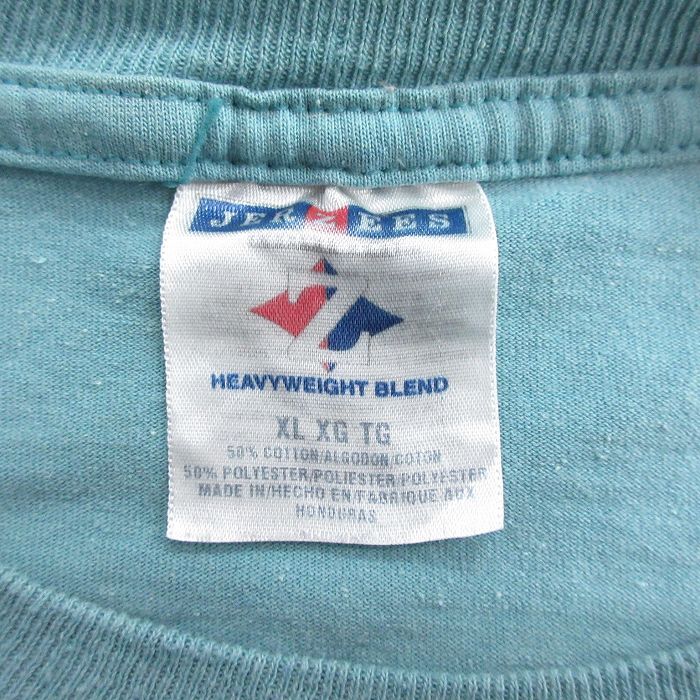 JERZEES
HEAVYWEIGHT BLEND
XL XG TG
50% COTTON/ALGODON/COTON
50% POLYESTER/POLIESTER/POLYESTER
MADE IN/HECHO EN/FABRIQUE AUX
HONDURAS